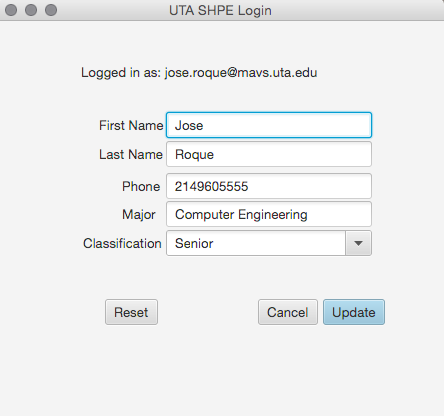 UTA SHPE Login
Logged in as: jose.roque@mavs.uta.edu
First Name Jose
Last Name Roque
Phone 2149605555
Major Computer Engineering
Classification Senior
Reset Cancel Update